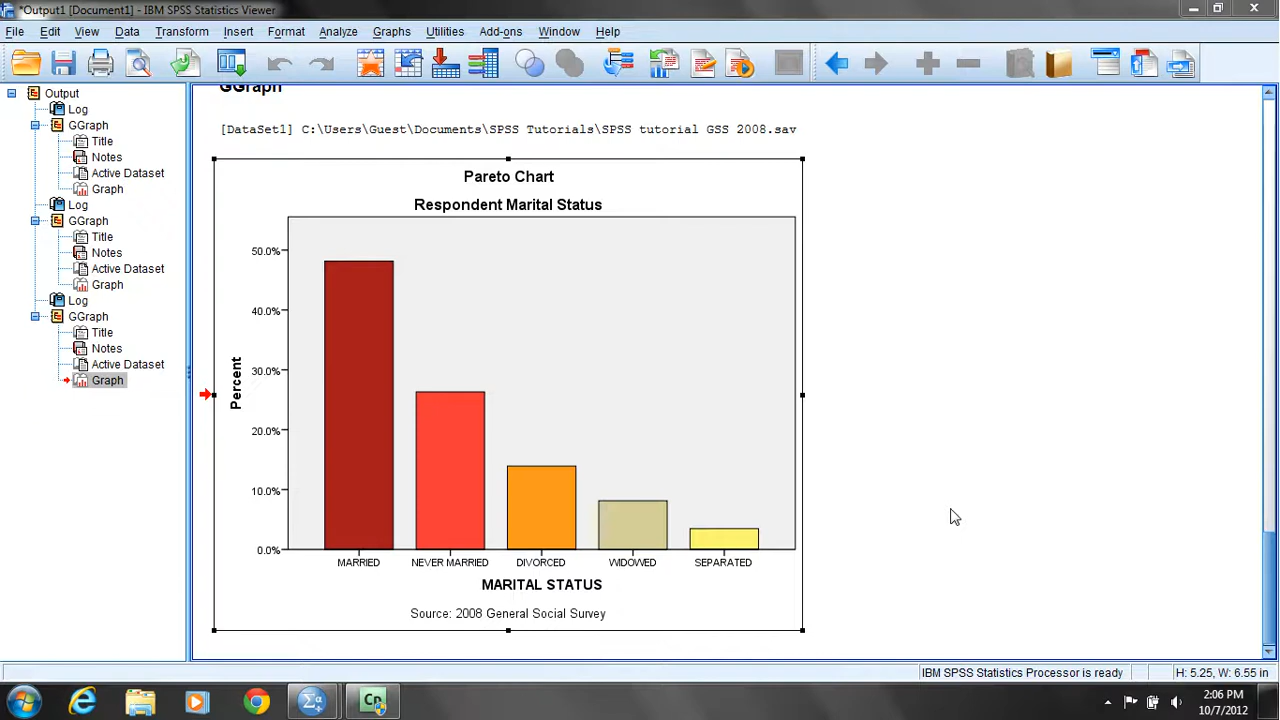 *Output1 [Document1] - IBM SPSS Statistics Viewer
File Edit View Data Transform Insert Format Analyze Graphs Utilities Add-ons Window Help
Output
Log
GGraph
Title
Notes
Active Dataset
Graph
Log
GGraph
Title
Notes
Active Dataset
Graph
Log
GGraph
Title
Notes
Active Dataset
Graph
GGraph
[DataSet1] C:\Users\Guest\Documents\SPSS Tutorials\SPSS tutorial GSS 2008.sav
Pareto Chart
Respondent Marital Status
Percent
50.0%
40.0%
30.0%
20.0%
10.0%
0.0%
MARRIED NEVER MARRIED DIVORCED WIDOWED SEPARATED
MARITAL STATUS
Source: 2008 General Social Survey
IBM SPSS Statistics Processor is ready H: 5.25, W: 6.55 in
Σα
Cp
2:06 PM
10/7/2012